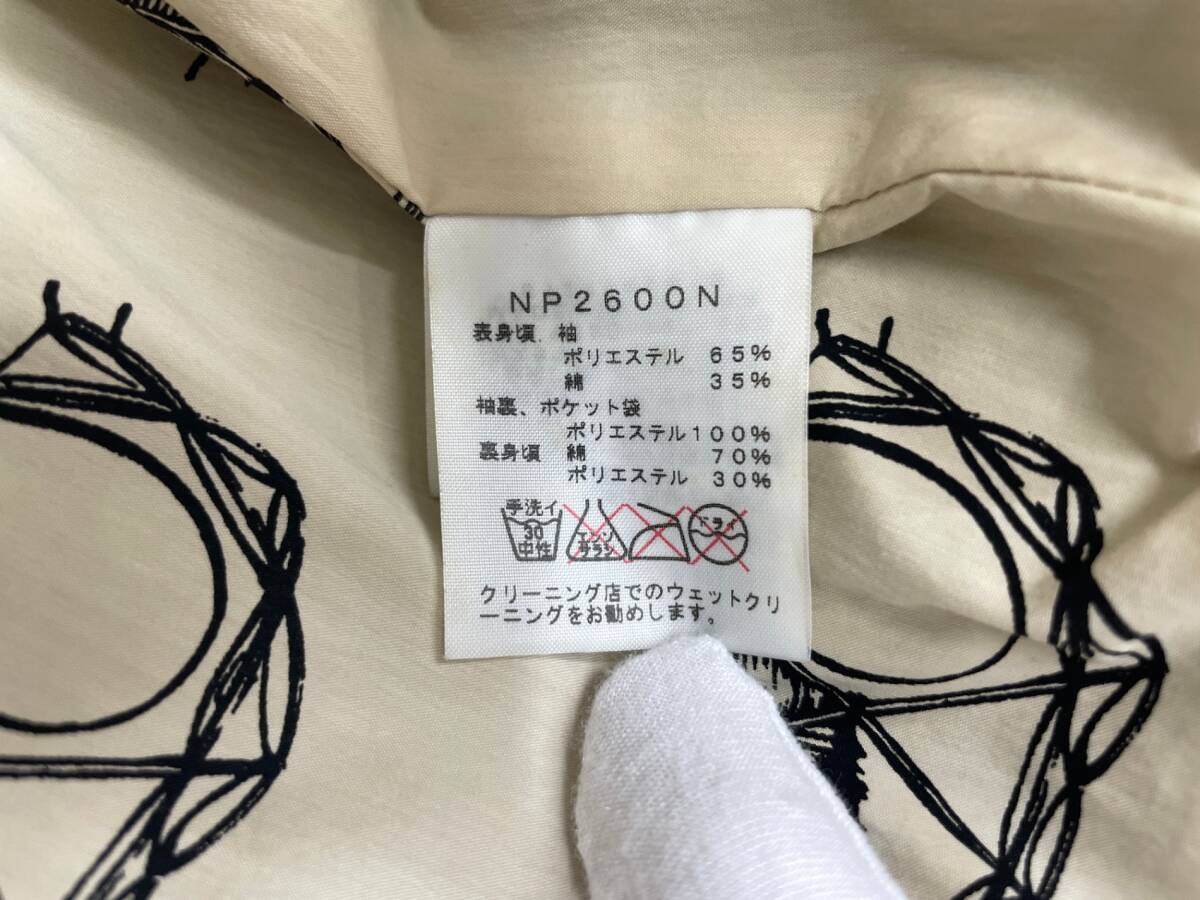 NP2600N
表身頃、袖
ポリエステル 65%
綿 35%
袖裏、ポケット袋
ポリエステル100%
裏身頃 綿 70%
ポリエステル 30%
手洗イ
30
中性
エンソ
サラシ
ドライ
クリーニング店でのウェットクリ
ーニングをお勧めします。